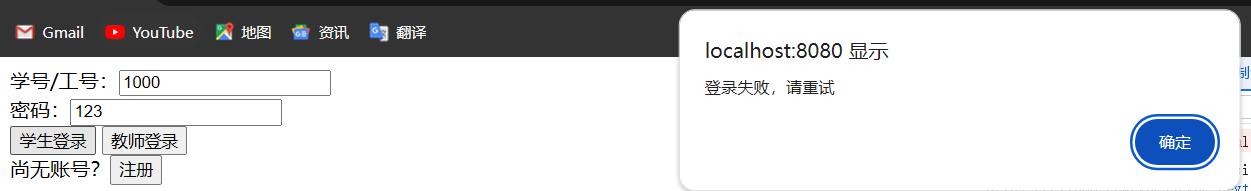 Gmail YouTube 地图 资讯 翻译
localhost:8080 显示
登录失败，请重试
确定
学号/工号：1000
密码：123
学生登录 教师登录
尚无账号？ 注册